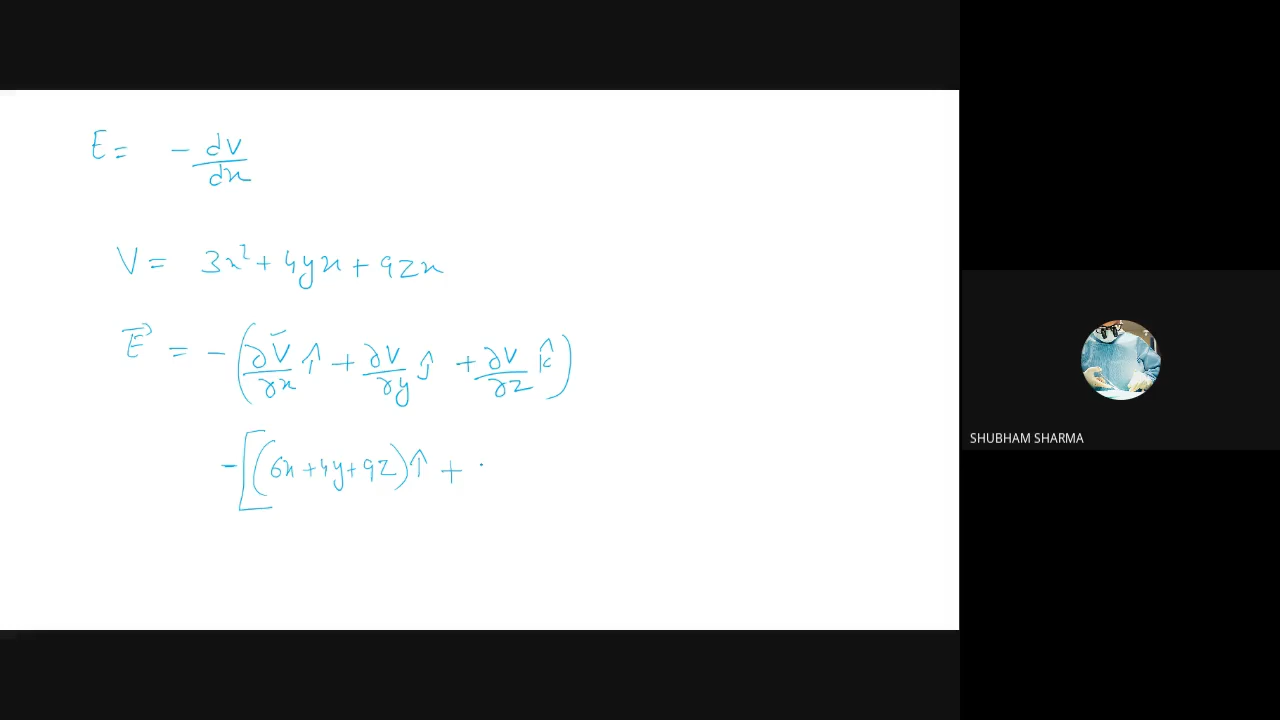 E = - dV/dx
V = 3x² + 4yx + 9zx
E⃗ = - (∂V/∂x î + ∂V/∂y ĵ + ∂V/∂z k̂)
-[(6x + 4y + 9z) î + .
SHUBHAM SHARMA